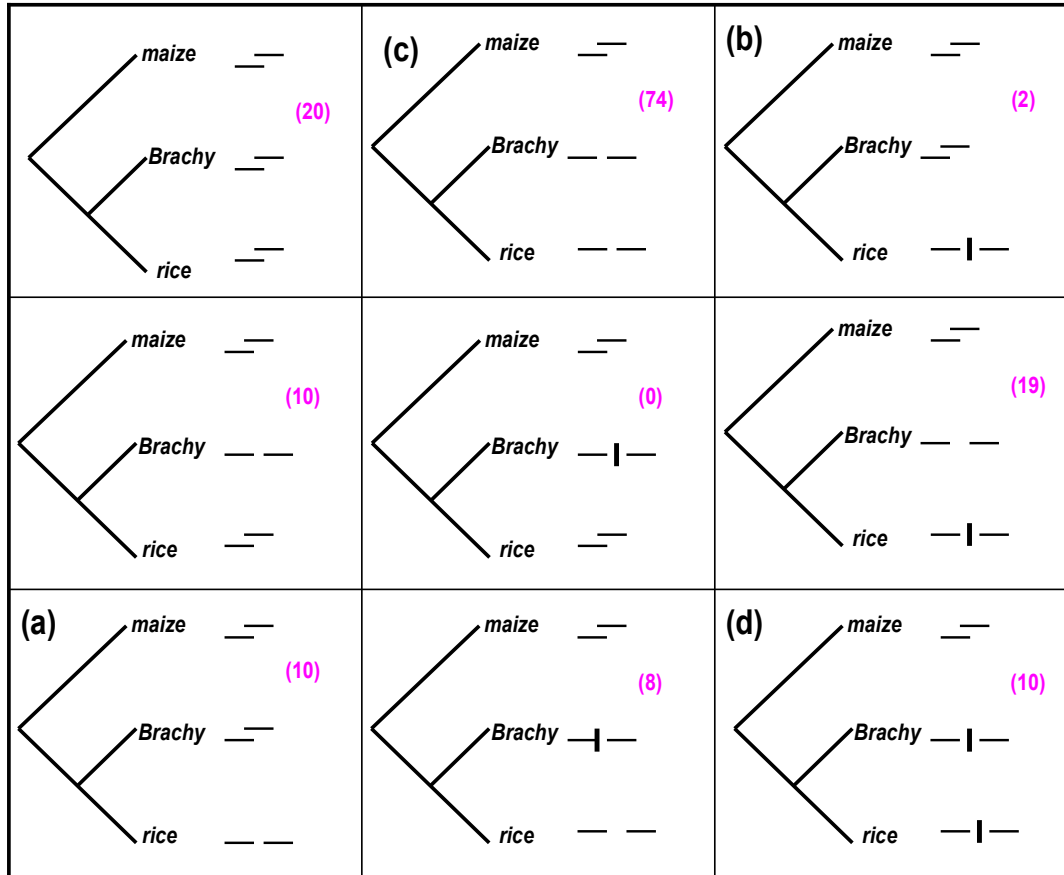 maize
(20)
Brachy
rice
(c)
maize
(74)
Brachy
rice
(b)
maize
(2)
Brachy
rice
maize
(10)
Brachy
rice
maize
(0)
Brachy
rice
maize
(19)
Brachy
rice
(a)
maize
(10)
Brachy
rice
maize
(8)
Brachy
rice
(d)
maize
(10)
Brachy
rice